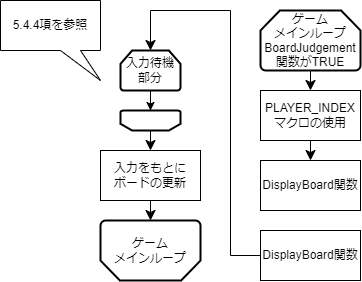 5.4.4項を参照
入力待機
部分
入力をもとに
ボードの更新
ゲーム
メインループ
ゲーム
メインループ
BoardJudgement
関数がTRUE
PLAYER_INDEX
マクロの使用
DisplayBoard関数
DisplayBoard関数